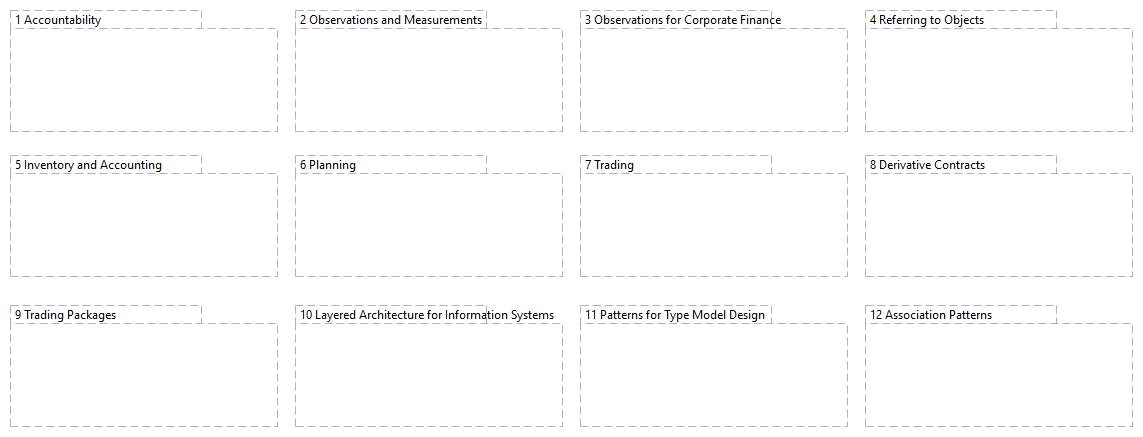 1 Accountability
2 Observations and Measurements
3 Observations for Corporate Finance
4 Referring to Objects
5 Inventory and Accounting
6 Planning
7 Trading
8 Derivative Contracts
9 Trading Packages
10 Layered Architecture for Information Systems
11 Patterns for Type Model Design
12 Association Patterns